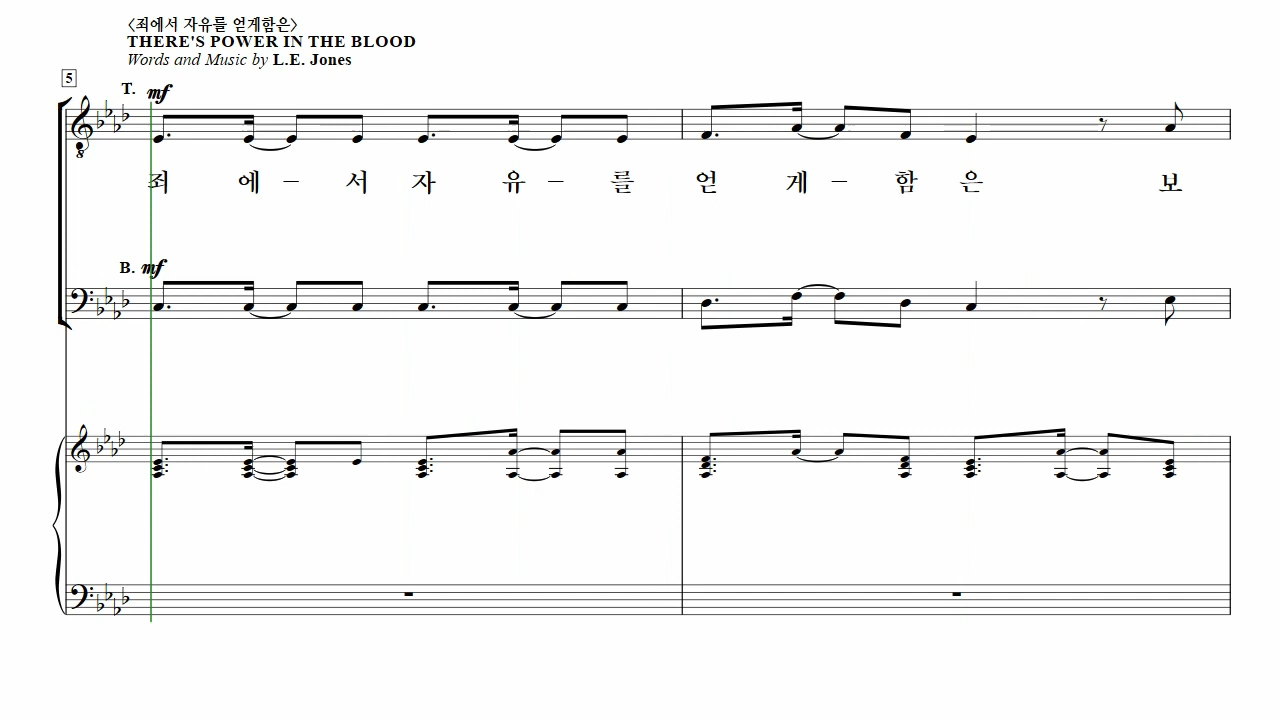 〈죄에서 자유를 얻게함은〉
THERE'S POWER IN THE BLOOD
Words and Music by L.E. Jones
5
T. mf
8
죄 에 – 서 자 유 – 를 얻 게 – 함 은 보
B. mf